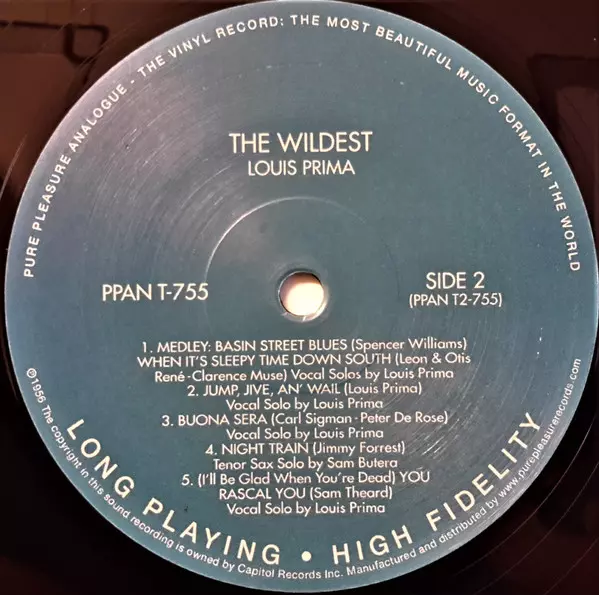 PURE PLEASURE ANALOGUE - THE VINYL RECORD: THE MOST BEAUTIFUL MUSIC FORMAT IN THE WORLD
THE WILDEST
LOUIS PRIMA
PPAN T-755
SIDE 2
(PPAN T2-755)
1. MEDLEY: BASIN STREET BLUES (Spencer Williams)
WHEN IT'S SLEEPY TIME DOWN SOUTH (Leon & Otis
René-Clarence Muse) Vocal Solos by Louis Prima
2. JUMP, JIVE, AN' WAIL (Louis Prima)
Vocal Solo by Louis Prima
3. BUONA SERA (Carl Sigman - Peter De Rose)
Vocal Solo by Louis Prima
4. NIGHT TRAIN (Jimmy Forrest)
Tenor Sax Solo by Sam Butera
5. (I'll Be Glad When You're Dead) YOU
RASCAL YOU (Sam Theard)
Vocal Solo by Louis Prima
LONG PLAYING • HIGH FIDELITY
℗1956 The copyright in this sound recording is owned by Capitol Records Inc. Manufactured and distributed by www.purepleasurerecords.com